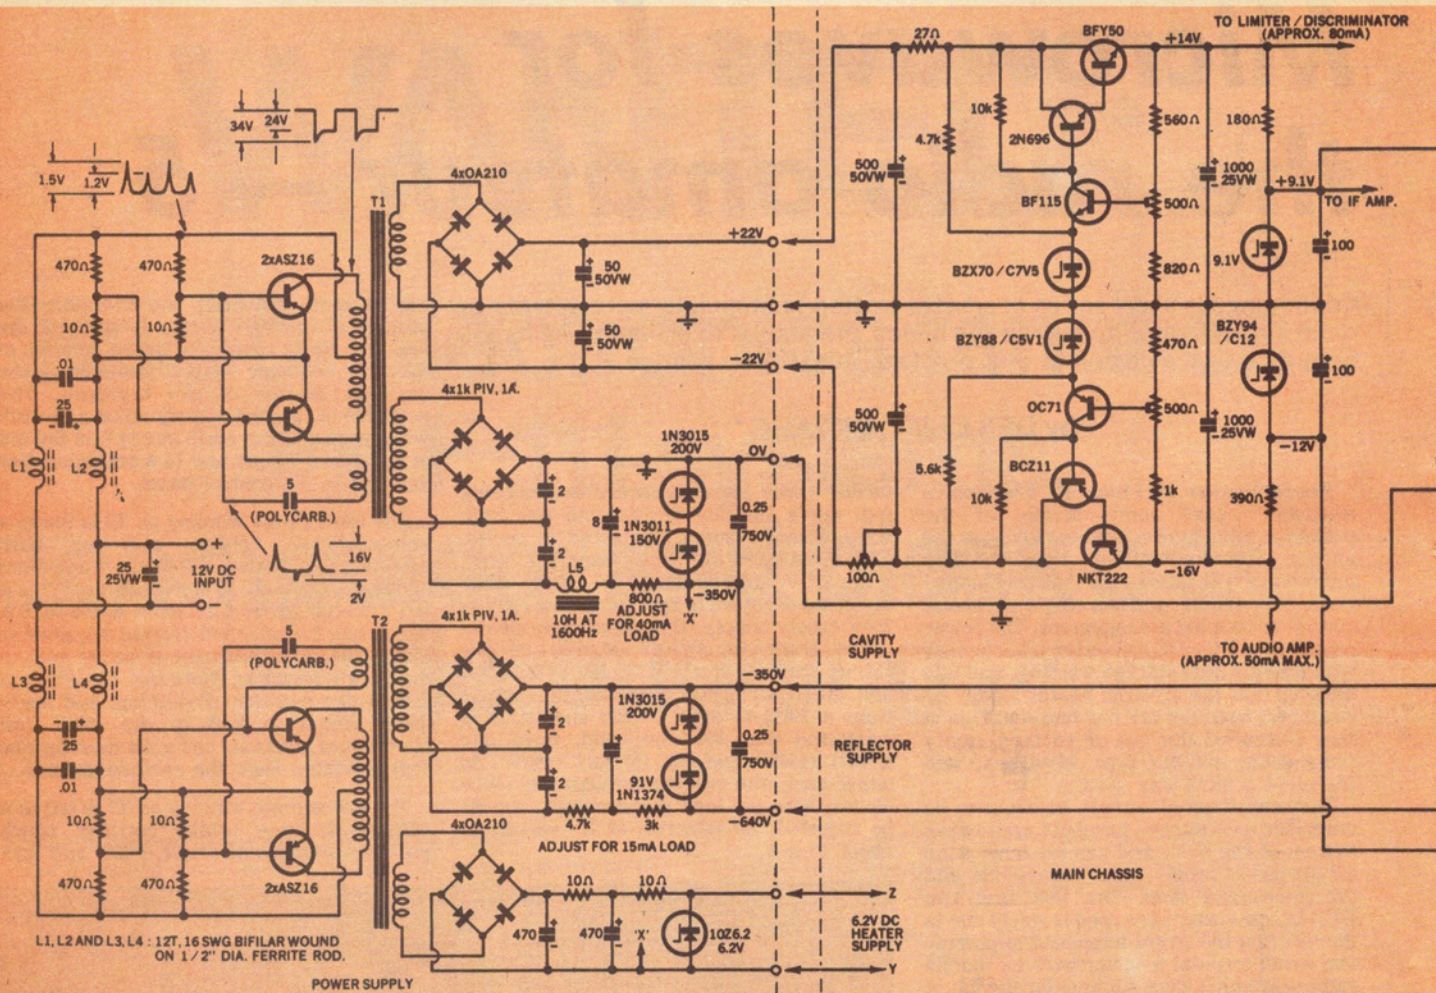 TO LIMITER / DISCRIMINATOR
(APPROX. 80mA)
27Ω
BFY50
+14V
34V
24V
10k
2N696
4.7k
560Ω
180Ω
1.5V
1.2V
4xOA210
500
50VW
+
-
1000
25VW
+
-
+9.1V
TO IF AMP.
T1
BF115
500Ω
+22V
470Ω
470Ω
2xASZ16
50
50VW
+
-
BZX70 / C7V5
820Ω
9.1V
+
100
-
10Ω
10Ω
50
50VW
+
-
BZY88 / C5V1
470Ω
BZY94
/C12
.01
-22V
+
100
-
25
- +
4x1k PIV, 1A.
500
50VW
+
-
OC71
500Ω
1000
25VW
+
-
1N3015
200V
0V
-12V
L1
L2
5.6k
BCZ11
10k
1k
390Ω
5
(POLYCARB.)
+
2
-
+
8
-
1N3011
150V
0.25
750V
16V
2V
+
2
-
L5
12V DC
INPUT
+
-
25
25VW
+
-
100Ω
NKT222
-16V
10H AT
1600Hz
800Ω
ADJUST
FOR 40mA
LOAD
-350V
'X'
4x1k PIV, 1A.
T2
5
(POLYCARB.)
CAVITY
SUPPLY
TO AUDIO AMP.
(APPROX. 50mA MAX.)
L3
L4
-350V
- +
25
.01
+
2
-
+
-
1N3015
200V
0.25
750V
REFLECTOR
SUPPLY
+
2
-
91V
1N1374
10Ω
10Ω
4.7k
3k
-640V
4xOA210
ADJUST FOR 15mA LOAD
MAIN CHASSIS
470Ω
470Ω
2xASZ16
10Ω
10Ω
Z
470
+
-
470
+
-
'X'
10Z6.2
6.2V
6.2V DC
HEATER
SUPPLY
Y
L1, L2 AND L3, L4 : 12T, 16 SWG BIFILAR WOUND
ON 1/2" DIA. FERRITE ROD.
POWER SUPPLY